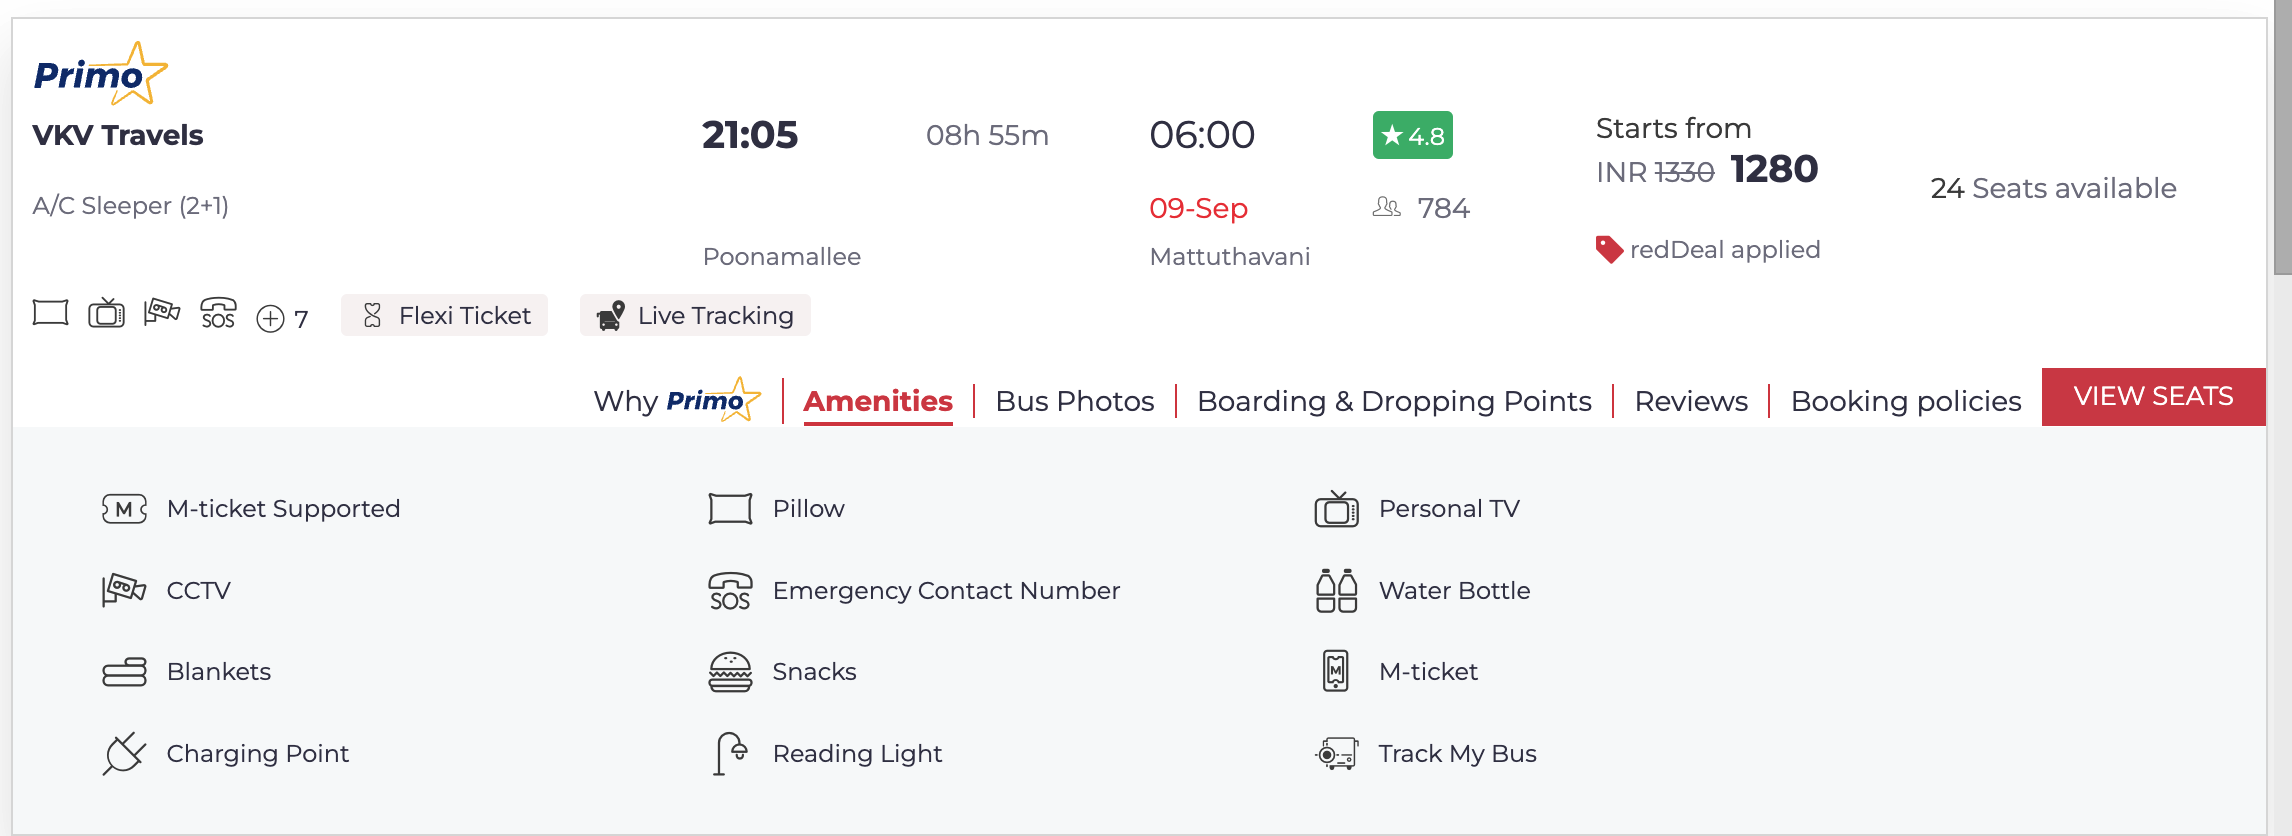 Primo
VKV Travels
21:05
08h 55m
06:00
4.8
Starts from
INR 1330 1280
24 Seats available
A/C Sleeper (2+1)
09-Sep
784
Poonamallee
Mattuthavani
redDeal applied
SOS
7
Flexi Ticket
Live Tracking
Why Primo
Amenities
Bus Photos
Boarding & Dropping Points
Reviews
Booking policies
VIEW SEATS
M M-ticket Supported
Pillow
Personal TV
CCTV
SOS Emergency Contact Number
Water Bottle
Blankets
Snacks
M M-ticket
Charging Point
Reading Light
Track My Bus